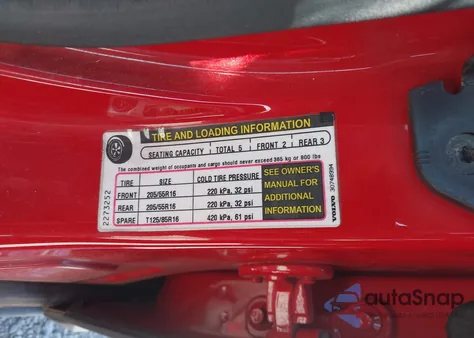 TIRE AND LOADING INFORMATION
SEATING CAPACITY TOTAL 5 FRONT 2 REAR 3
The combined weight of occupants and cargo should never exceed 365 kg or 800 lbs
TIRE SIZE COLD TIRE PRESSURE
FRONT 205/55R16 220 kPa, 32 psi
REAR 205/55R16 220 kPa, 32 psi
SPARE T125/85R16 420 kPa, 61 psi
SEE OWNER'S
MANUAL FOR
ADDITIONAL
INFORMATION
2273252
VOLVO 30748994
autoSnap